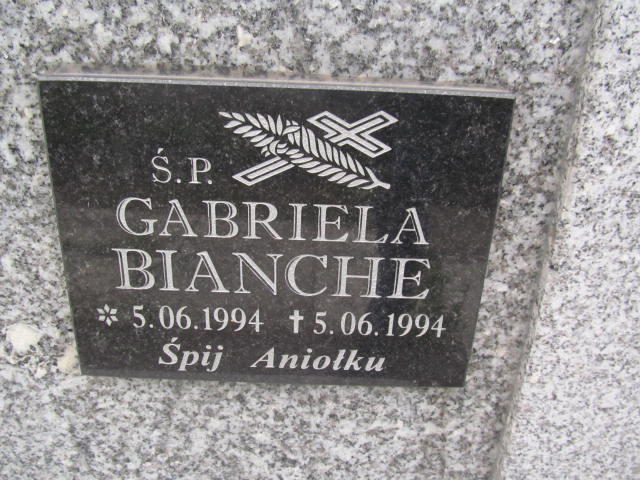 Ś.P.
GABRIELA
BIANCHE
* 5.06.1994 † 5.06.1994
Śpij Aniołku